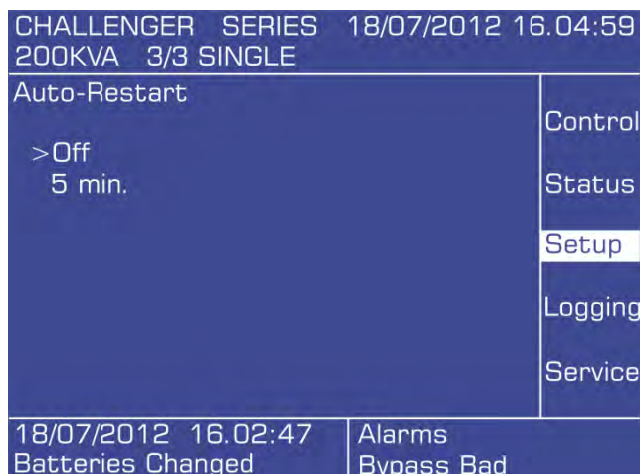 CHALLENGER SERIES 18/07/2012 16.04:59
200KVA 3/3 SINGLE
Auto-Restart
>Off
5 min.
Control
Status
Setup
Logging
Service
18/07/2012 16.02:47
Batteries Changed
Alarms
Bypass Bad